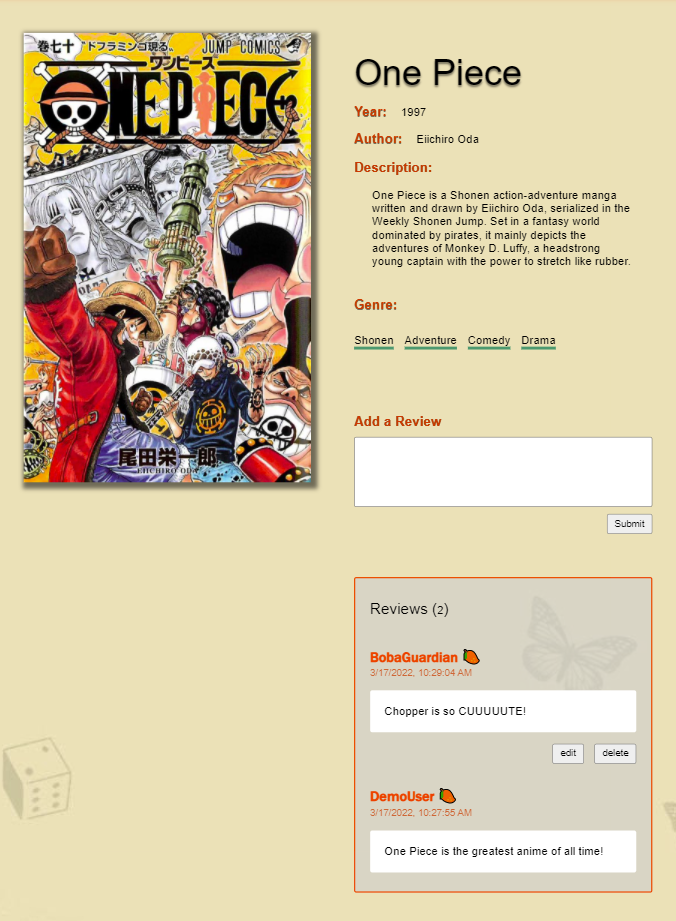 巻七十 "ドフラミンゴ現る" JUMP COMICS
ワンピース
ONE PIECE
尾田栄一郎
EIICHIRO ODA
One Piece
Year: 1997
Author: Eiichiro Oda
Description:
One Piece is a Shonen action-adventure manga
written and drawn by Eiichiro Oda, serialized in the
Weekly Shonen Jump. Set in a fantasy world
dominated by pirates, it mainly depicts the
adventures of Monkey D. Luffy, a headstrong
young captain with the power to stretch like rubber.
Genre:
Shonen Adventure Comedy Drama
Add a Review
Submit
Reviews (2)
BobaGuardian
3/17/2022, 10:29:04 AM
Chopper is so CUUUUUTE!
edit delete
DemoUser
3/17/2022, 10:27:55 AM
One Piece is the greatest anime of all time!